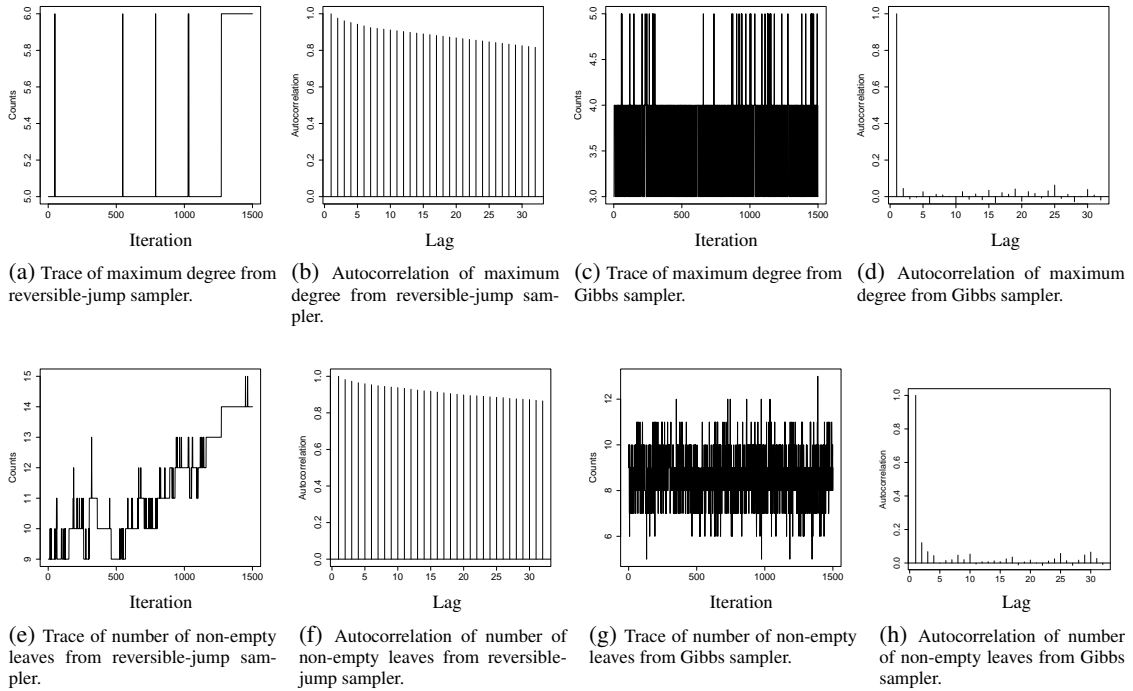 6.0
5.8
5.6
5.4
5.2
5.0
Counts
0 500 1000 1500
Iteration
1.0
0.8
0.6
0.4
0.2
0.0
Autocorrelation
0 5 10 15 20 25 30
Lag
5.0
4.5
4.0
3.5
3.0
Counts
0 500 1000 1500
Iteration
1.0
0.8
0.6
0.4
0.2
0.0
Autocorrelation
0 5 10 15 20 25 30
Lag
(a) Trace of maximum degree from
reversible-jump sampler.
(b) Autocorrelation of maximum
degree from reversible-jump sam-
pler.
(c) Trace of maximum degree from
Gibbs sampler.
(d) Autocorrelation of maximum
degree from Gibbs sampler.
15
14
13
12
11
10
9
Counts
0 500 1000 1500
Iteration
1.0
0.8
0.6
0.4
0.2
0.0
Autocorrelation
0 5 10 15 20 25 30
Lag
12
10
8
6
Counts
0 500 1000 1500
Iteration
1.0
0.8
0.6
0.4
0.2
0.0
Autocorrelation
0 5 10 15 20 25 30
Lag
(e) Trace of number of non-empty
leaves from reversible-jump sam-
pler.
(f) Autocorrelation of number of
non-empty leaves from reversible-
jump sampler.
(g) Trace of number of non-empty
leaves from Gibbs sampler.
(h) Autocorrelation of number
of non-empty leaves from Gibbs
sampler.